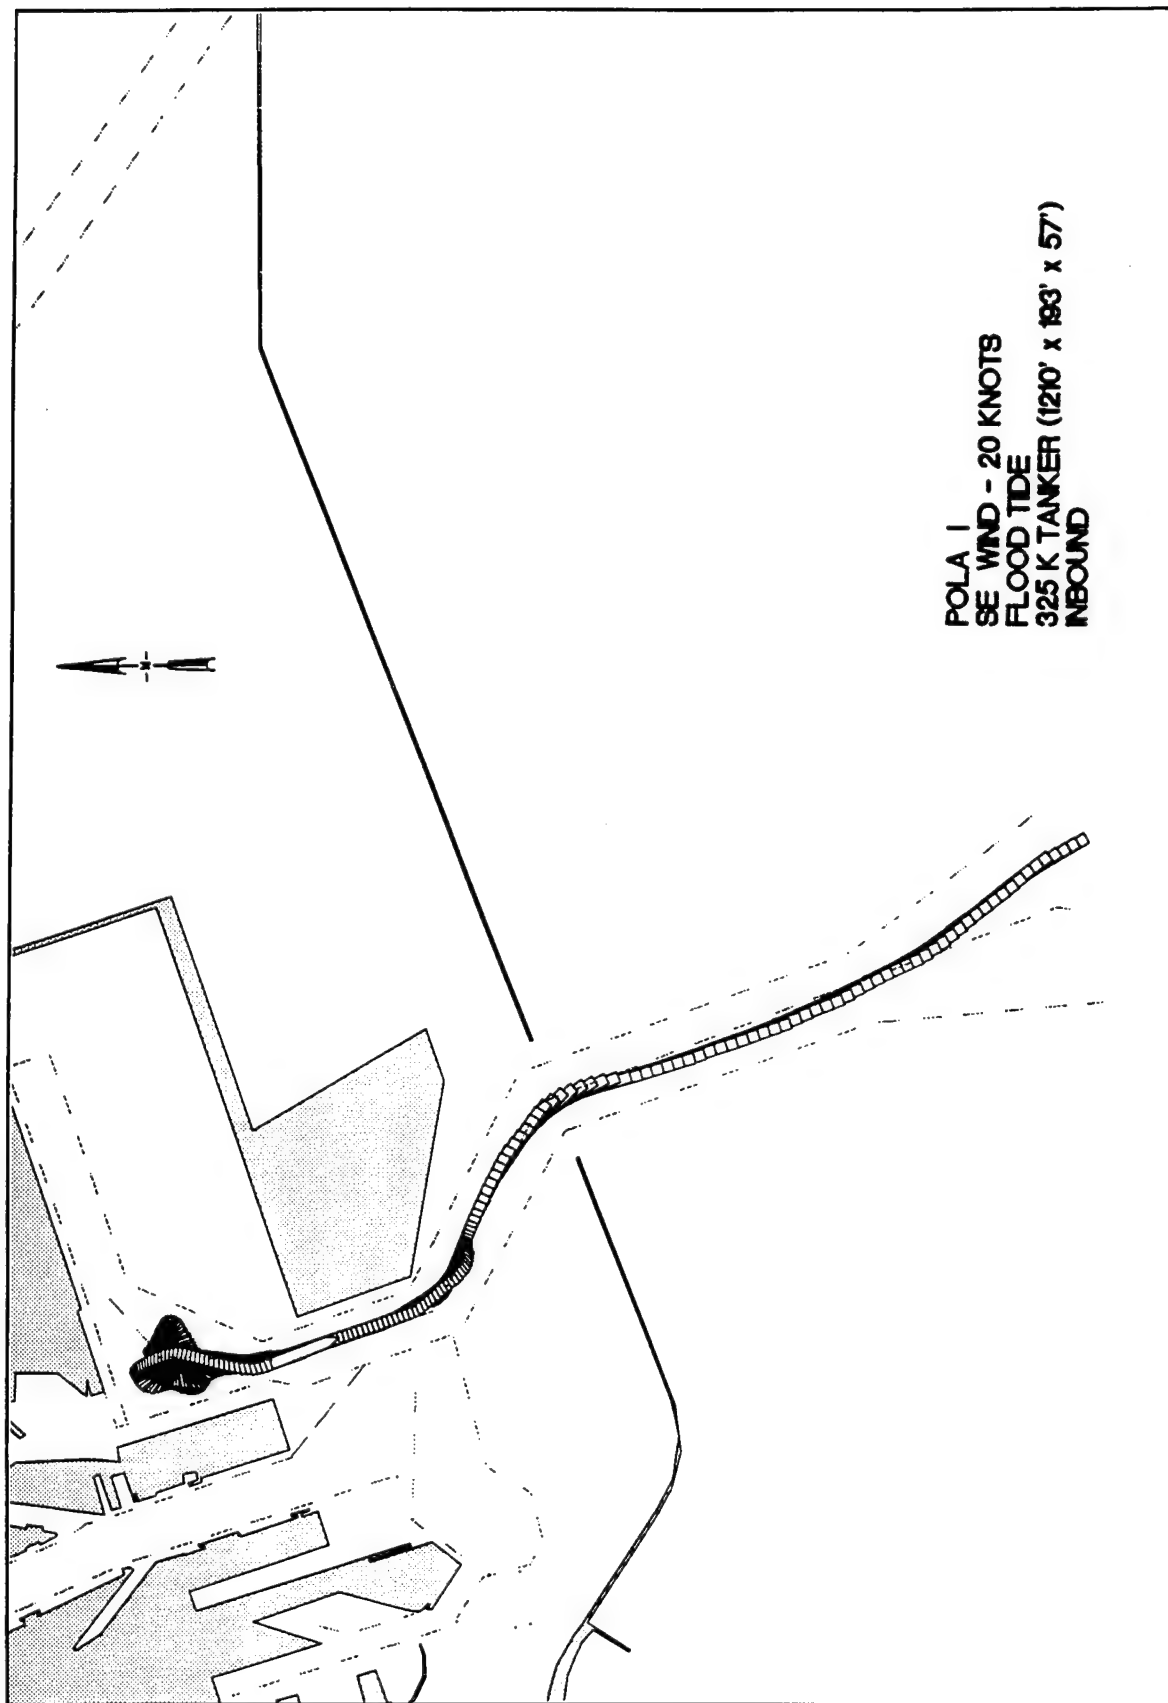 POLA I
SE WIND - 20 KNOTS
FLOOD TIDE
325 K TANKER (1210' x 193' x 57')
INBOUND